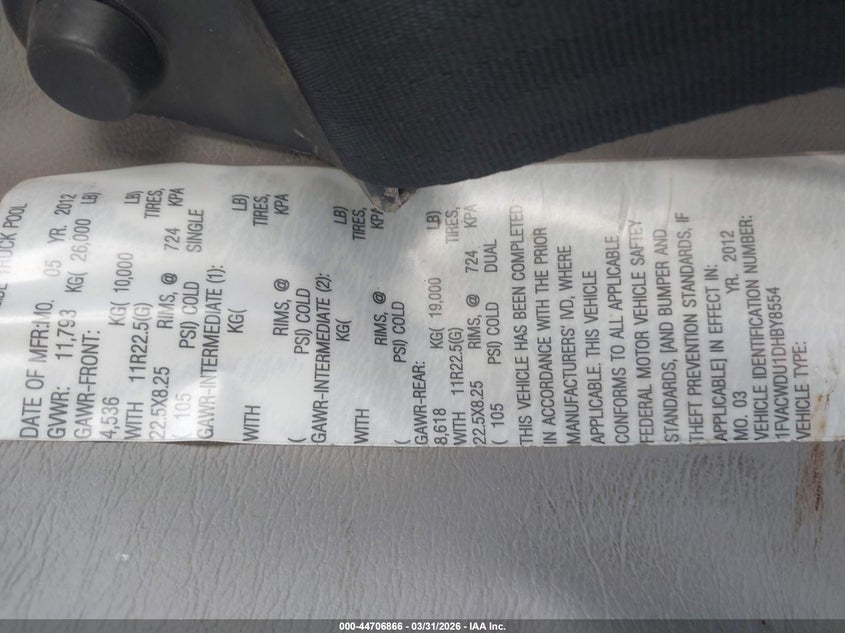 TRUCK POOL
DATE OF MFR:MO. 05 YR. 2012
GVWR: 11,793 KG( 26,000 LB)
GAWR-FRONT:
4,536 KG( 10,000 LB)
WITH 11R22.5(G) TIRES,
22.5X8.25 RIMS, @ 724 KPA
( 105 PSI) COLD SINGLE
GAWR-INTERMEDIATE (1):
KG( LB)
WITH TIRES,
RIMS, @ KPA
( PSI) COLD
GAWR-INTERMEDIATE (2):
KG( LB)
WITH TIRES,
RIMS, @ KPA
( PSI) COLD
GAWR-REAR:
8,618 KG( 19,000 LB)
WITH 11R22.5(G) TIRES,
22.5X8.25 RIMS, @ 724 KPA
( 105 PSI) COLD DUAL
THIS VEHICLE HAS BEEN COMPLETED
IN ACCORDANCE WITH THE PRIOR
MANUFACTURERS' IVD, WHERE
APPLICABLE. THIS VEHICLE
CONFORMS TO ALL APPLICABLE
FEDERAL MOTOR VEHICLE SAFTEY
STANDARDS, [AND BUMPER AND
THEFT PREVENTION STANDARDS, IF
APPLICABLE] IN EFFECT IN:
MO. 03 YR. 2012
VEHICLE IDENTIFICATION NUMBER:
1FVACWDU1DHBY8554
VEHICLE TYPE:
000-44706866 - 03/31/2026 - IAA Inc.